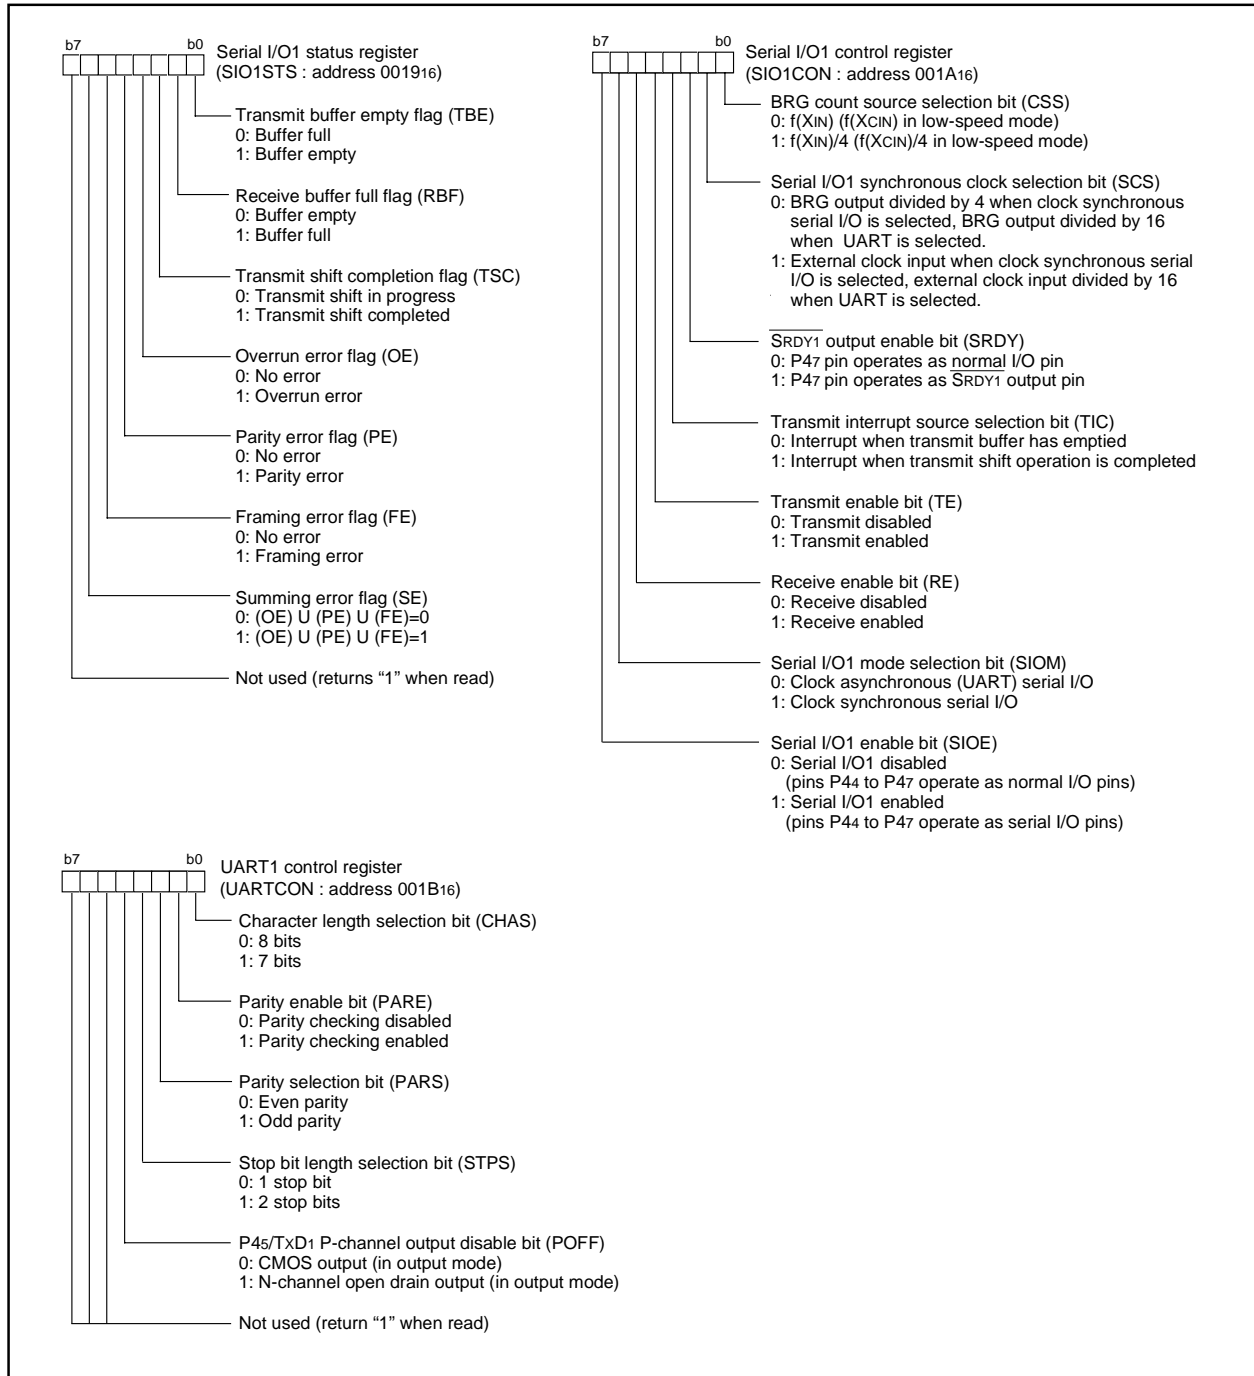 b7 b0
Serial I/O1 status register
(SIO1STS : address 001916)
Transmit buffer empty flag (TBE)
0: Buffer full
1: Buffer empty
Receive buffer full flag (RBF)
0: Buffer empty
1: Buffer full
Transmit shift completion flag (TSC)
0: Transmit shift in progress
1: Transmit shift completed
Overrun error flag (OE)
0: No error
1: Overrun error
Parity error flag (PE)
0: No error
1: Parity error
Framing error flag (FE)
0: No error
1: Framing error
Summing error flag (SE)
0: (OE) U (PE) U (FE)=0
1: (OE) U (PE) U (FE)=1
Not used (returns “1” when read)
b7 b0
Serial I/O1 control register
(SIO1CON : address 001A16)
BRG count source selection bit (CSS)
0: f(XIN) (f(XCIN) in low-speed mode)
1: f(XIN)/4 (f(XCIN)/4 in low-speed mode)
Serial I/O1 synchronous clock selection bit (SCS)
0: BRG output divided by 4 when clock synchronous
serial I/O is selected, BRG output divided by 16
when UART is selected.
1: External clock input when clock synchronous serial
I/O is selected, external clock input divided by 16
when UART is selected.
SRDY1 output enable bit (SRDY)
0: P47 pin operates as normal I/O pin
1: P47 pin operates as SRDY1 output pin
Transmit interrupt source selection bit (TIC)
0: Interrupt when transmit buffer has emptied
1: Interrupt when transmit shift operation is completed
Transmit enable bit (TE)
0: Transmit disabled
1: Transmit enabled
Receive enable bit (RE)
0: Receive disabled
1: Receive enabled
Serial I/O1 mode selection bit (SIOM)
0: Clock asynchronous (UART) serial I/O
1: Clock synchronous serial I/O
Serial I/O1 enable bit (SIOE)
0: Serial I/O1 disabled
(pins P44 to P47 operate as normal I/O pins)
1: Serial I/O1 enabled
(pins P44 to P47 operate as serial I/O pins)
b7 b0
UART1 control register
(UARTCON : address 001B16)
Character length selection bit (CHAS)
0: 8 bits
1: 7 bits
Parity enable bit (PARE)
0: Parity checking disabled
1: Parity checking enabled
Parity selection bit (PARS)
0: Even parity
1: Odd parity
Stop bit length selection bit (STPS)
0: 1 stop bit
1: 2 stop bits
P45/TXD1 P-channel output disable bit (POFF)
0: CMOS output (in output mode)
1: N-channel open drain output (in output mode)
Not used (return “1” when read)